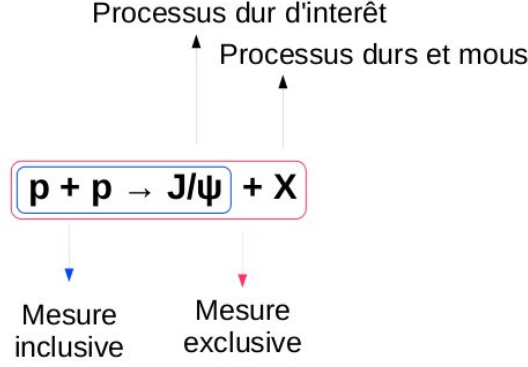 Processus dur d'interêt
Processus durs et mous
p + p → J/ψ + X
Mesure
inclusive
Mesure
exclusive